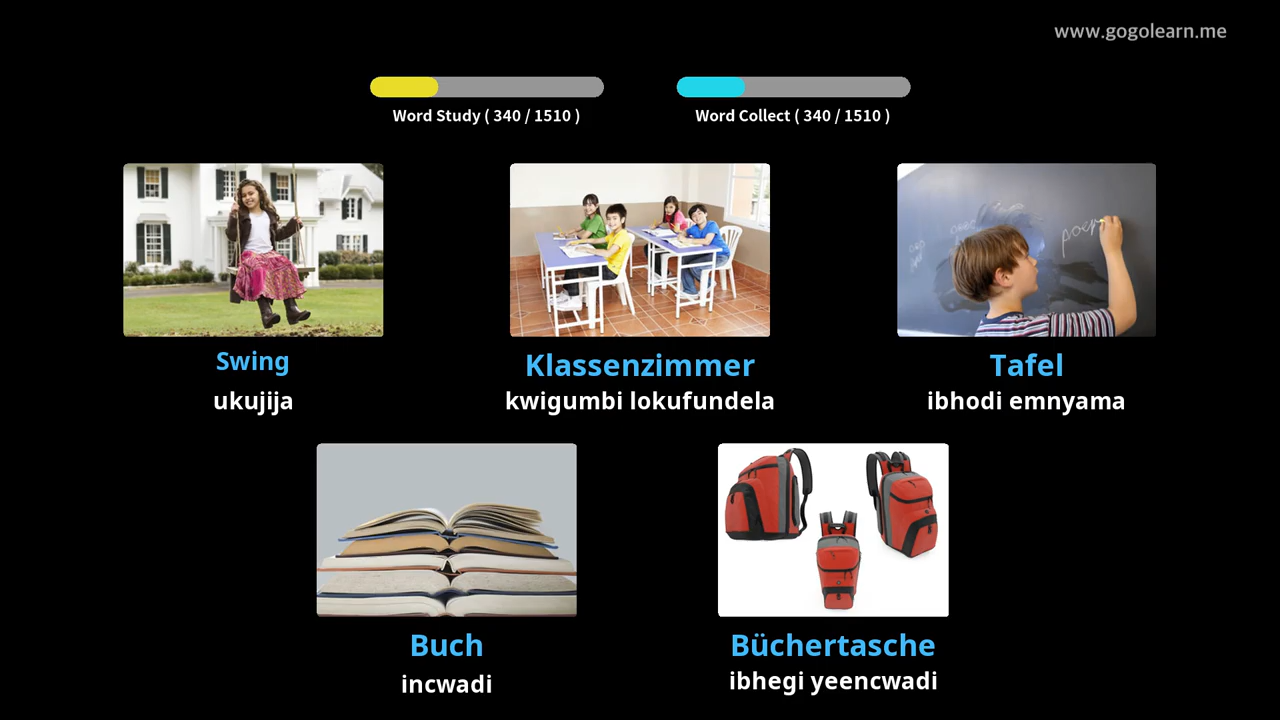 www.gogolearn.me
Word Study ( 340 / 1510 )
Word Collect ( 340 / 1510 )
Swing
ukujija
Klassenzimmer
kwigumbi lokufundela
poem
Tafel
ibhodi emnyama
Buch
incwadi
Büchertasche
ibhegi yeencwadi